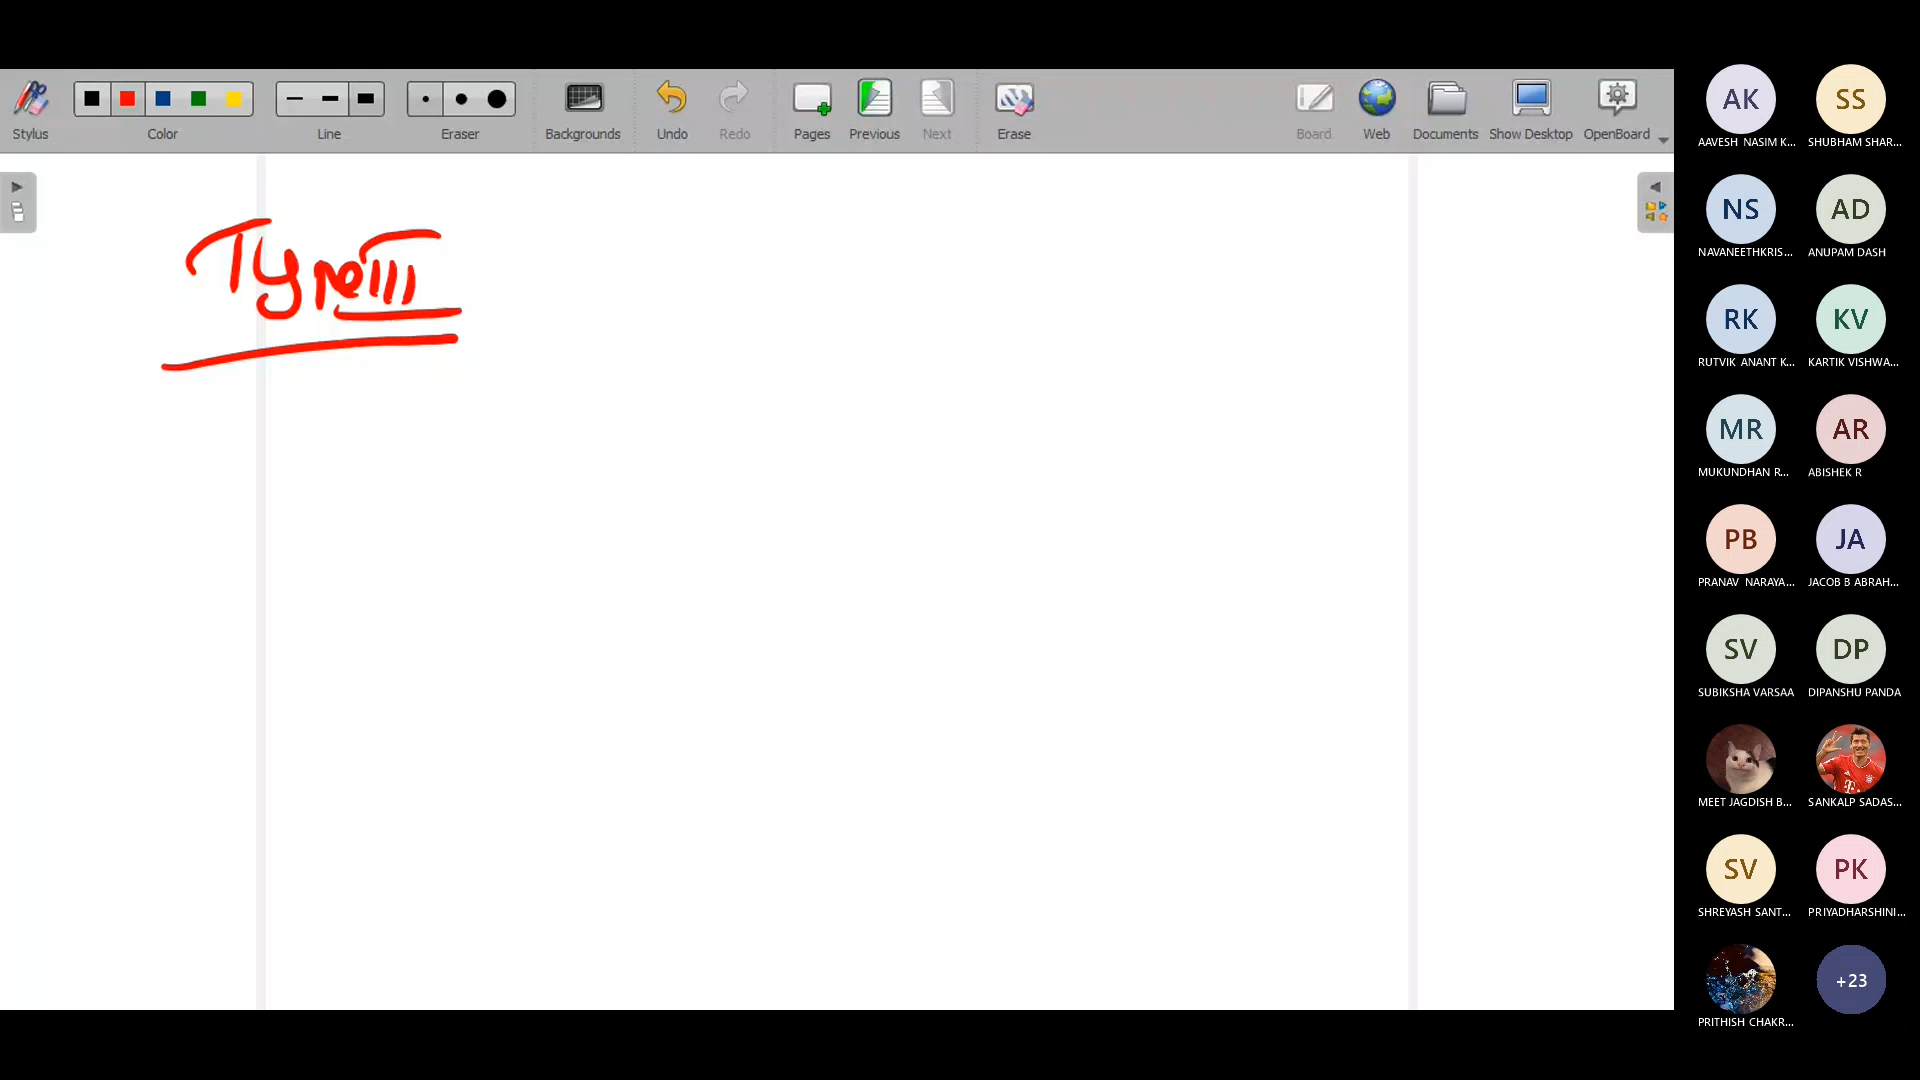 Stylus
Color
Line
Eraser
Backgrounds
Undo
Redo
Pages
Previous
Next
Erase
Board
Web
Documents
Show Desktop
OpenBoard
Type III
AK
AAVESH NASIM K...
SS
SHUBHAM SHAR...
NS
NAVANEETHKRIS...
AD
ANUPAM DASH
RK
RUTVIK ANANT K...
KV
KARTIK VISHWA...
MR
MUKUNDHAN R...
AR
ABISHEK R
PB
PRANAV NARAYA...
JA
JACOB B ABRAH...
SV
SUBIKSHA VARSAA
DP
DIPANSHU PANDA
MEET JAGDISH B...
SANKALP SADAS...
SV
SHREYASH SANT...
PK
PRIYADHARSHINI...
PRITHISH CHAKR...
+23